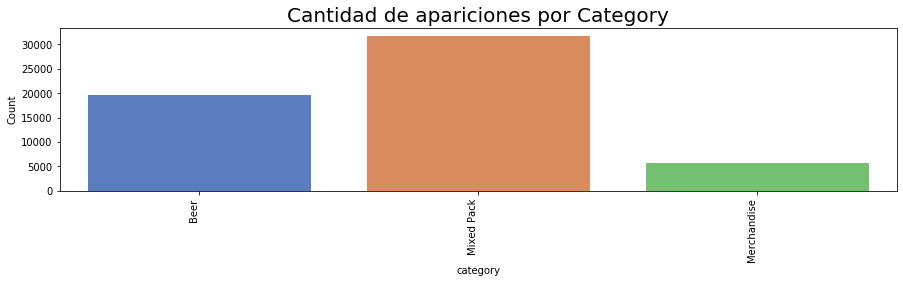 Cantidad de apariciones por Category
Count
30000
25000
20000
15000
10000
5000
0
Beer
Mixed Pack
Merchandise
category